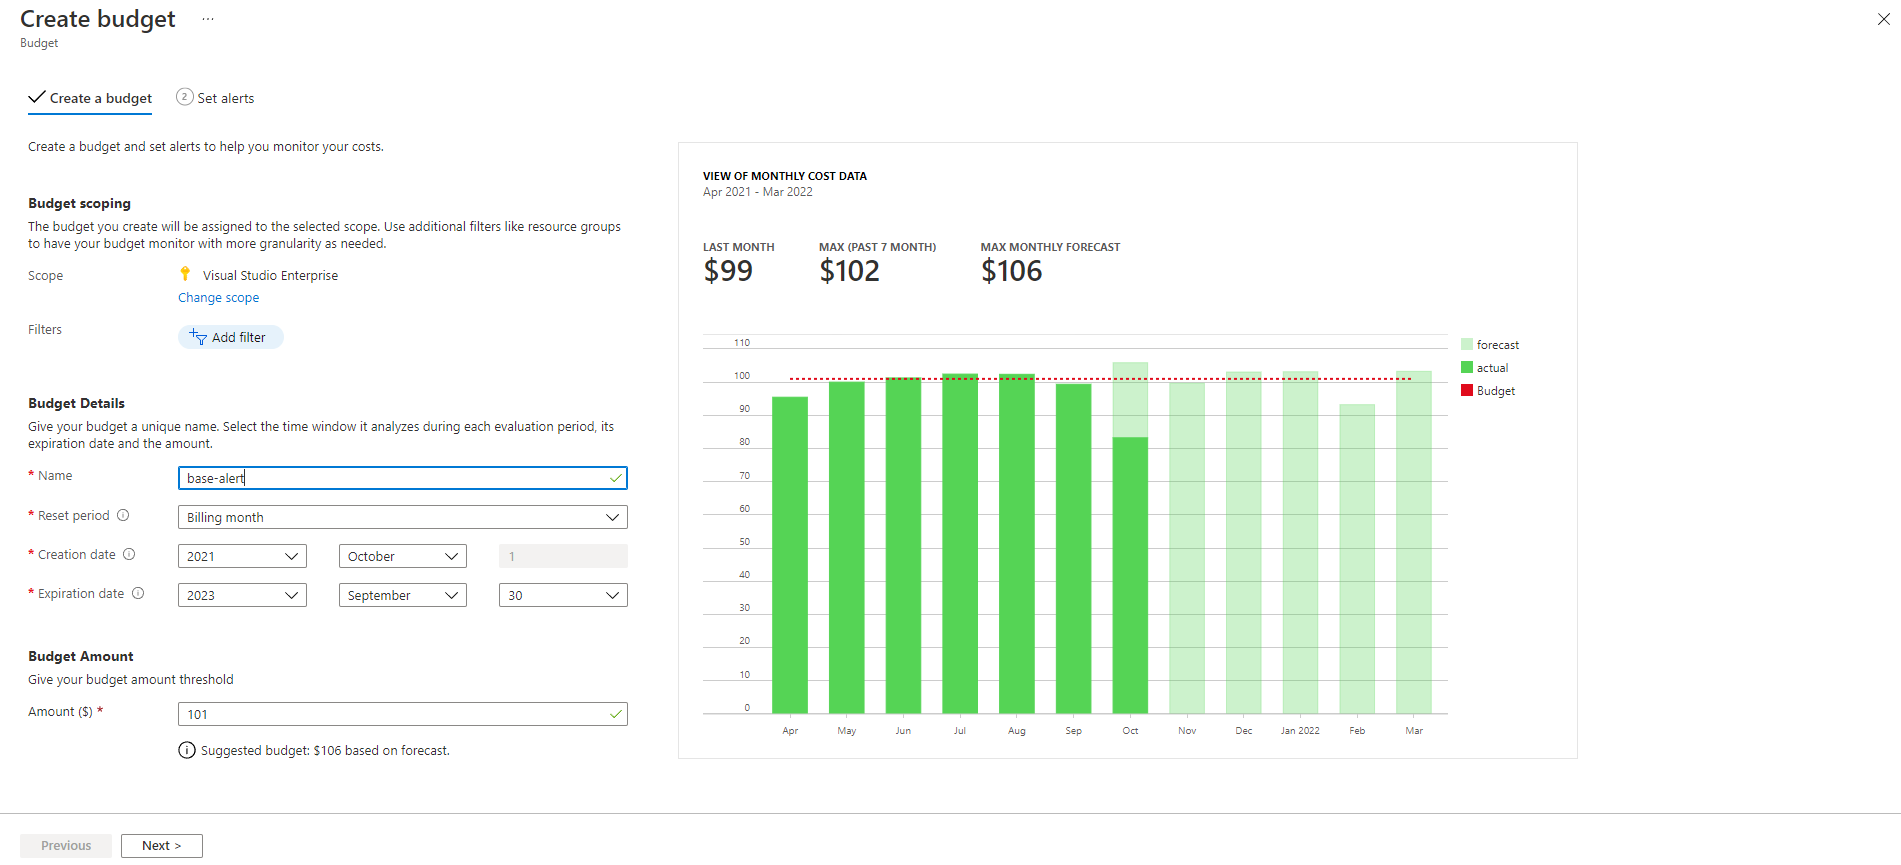 Create budget ...
Budget
Create a budget
2 Set alerts
Create a budget and set alerts to help you monitor your costs.
Budget scoping
The budget you create will be assigned to the selected scope. Use additional filters like resource groups
to have your budget monitor with more granularity as needed.
Scope
Visual Studio Enterprise
Change scope
Filters
Add filter
Budget Details
Give your budget a unique name. Select the time window it analyzes during each evaluation period, its
expiration date and the amount.
* Name
base-alert
* Reset period
Billing month
* Creation date
2021
October
1
* Expiration date
2023
September
30
Budget Amount
Give your budget amount threshold
Amount ($) *
101
Suggested budget: $106 based on forecast.
Previous
Next >
VIEW OF MONTHLY COST DATA
Apr 2021 - Mar 2022
LAST MONTH
$99
MAX (PAST 7 MONTH)
$102
MAX MONTHLY FORECAST
$106
110
100
90
80
70
60
50
40
30
20
10
0
Apr
May
Jun
Jul
Aug
Sep
Oct
Nov
Dec
Jan 2022
Feb
Mar
forecast
actual
Budget